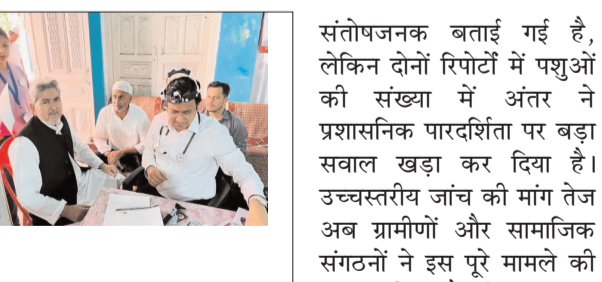 संतोषजनक बताई गई है,
लेकिन दोनों रिपोर्टों में पशुओं
की संख्या में अंतर ने
प्रशासनिक पारदर्शिता पर बड़ा
सवाल खड़ा कर दिया है।
उच्चस्तरीय जांच की मांग तेज
अब ग्रामीणों और सामाजिक
संगठनों ने इस पूरे मामले की